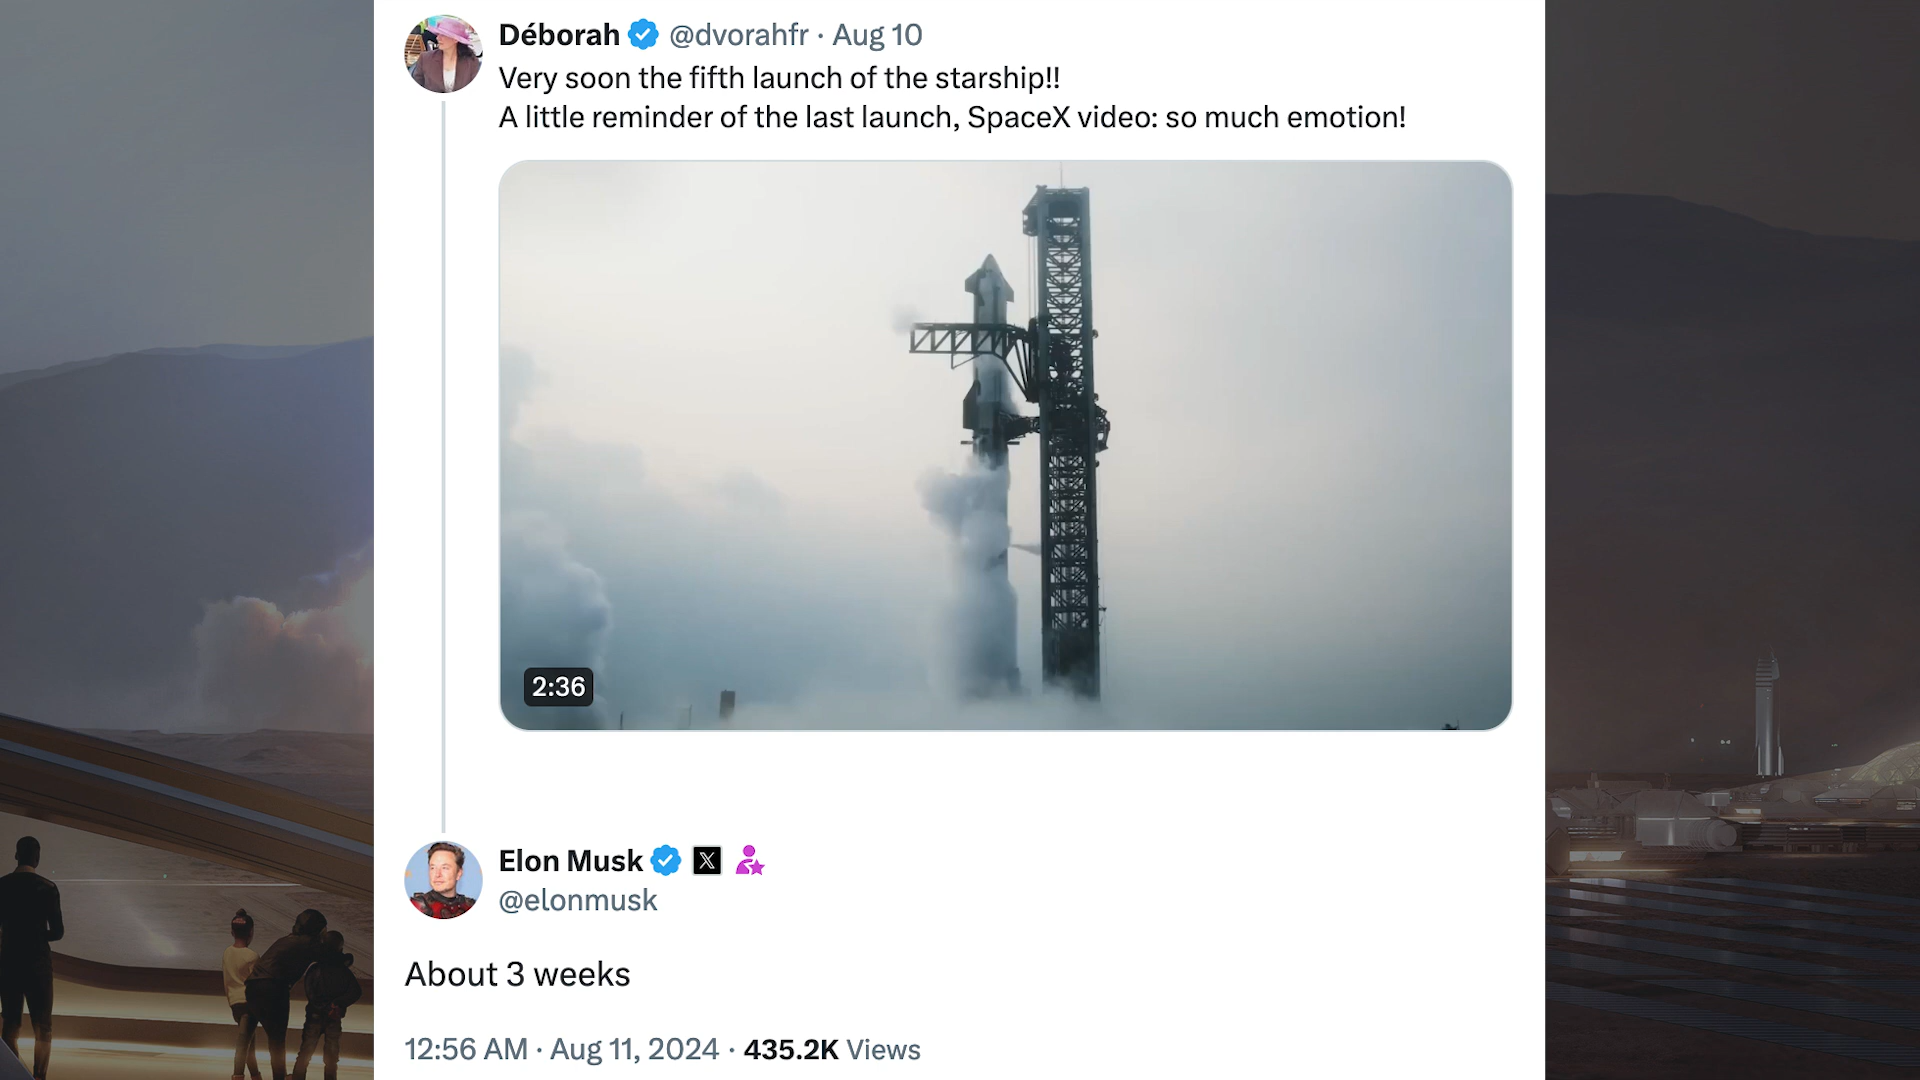 Déborah @dvorahfr · Aug 10
Very soon the fifth launch of the starship!!
A little reminder of the last launch, SpaceX video: so much emotion!
2:36
Elon Musk
@elonmusk
About 3 weeks
12:56 AM · Aug 11, 2024 · 435.2K Views